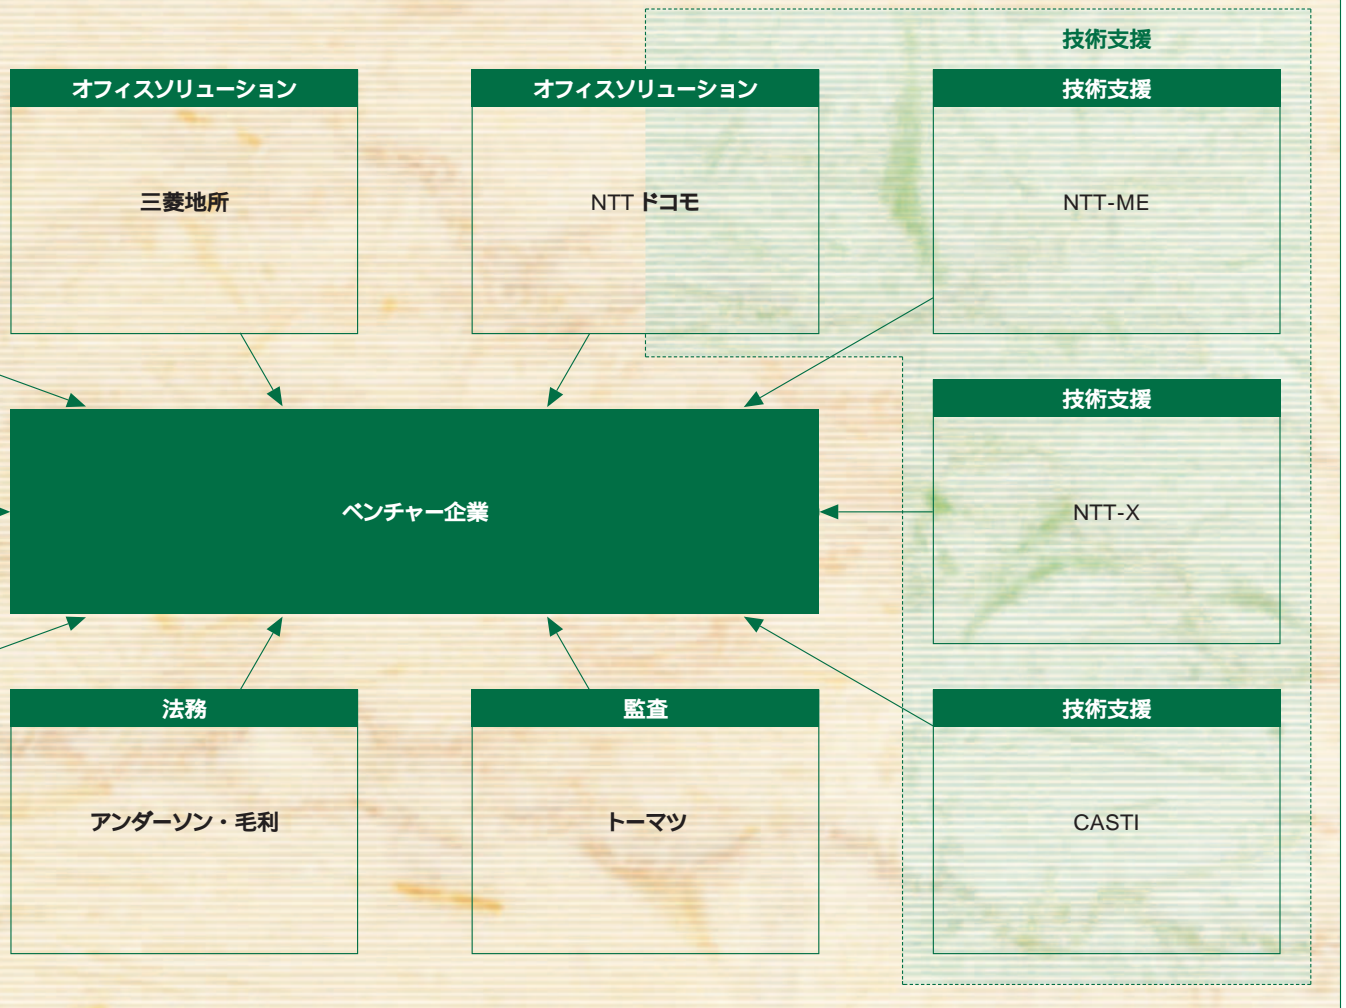 技術支援
オフィスソリューション
三菱地所
オフィスソリューション
NTT ドコモ
技術支援
NTT-ME
ベンチャー企業
技術支援
NTT-X
法務
アンダーソン・毛利
監査
トーマツ
技術支援
CASTI